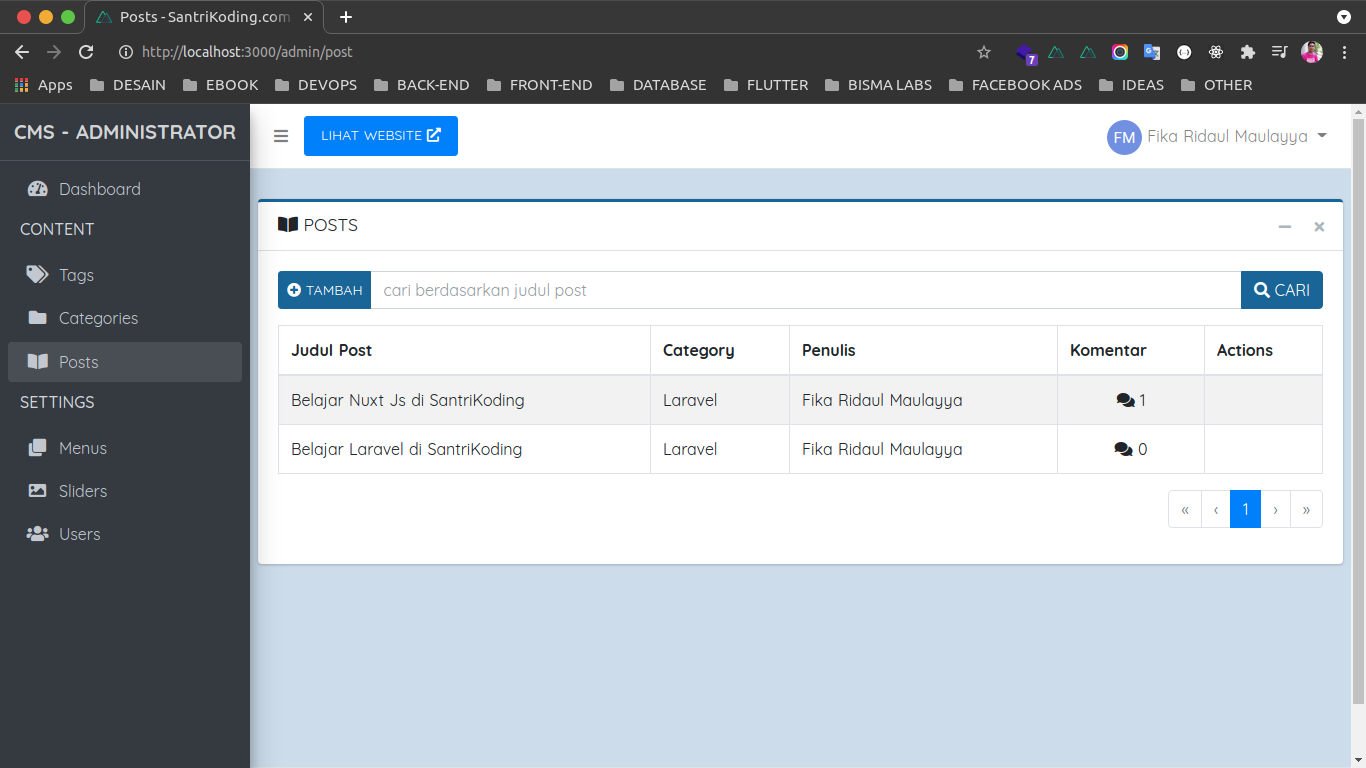 Posts - SantriKoding.com
http://localhost:3000/admin/post
7
Apps DESAIN EBOOK DEVOPS BACK-END FRONT-END DATABASE FLUTTER BISMA LABS FACEBOOK ADS IDEAS OTHER
CMS - ADMINISTRATOR
LIHAT WEBSITE
FM Fika Ridaul Maulayya
Dashboard
CONTENT
Tags
Categories
Posts
SETTINGS
Menus
Sliders
Users
POSTS
TAMBAH cari berdasarkan judul post CARI
Judul Post Category Penulis Komentar Actions
Belajar Nuxt Js di SantriKoding Laravel Fika Ridaul Maulayya 1
Belajar Laravel di SantriKoding Laravel Fika Ridaul Maulayya 0
« ‹ 1 › »